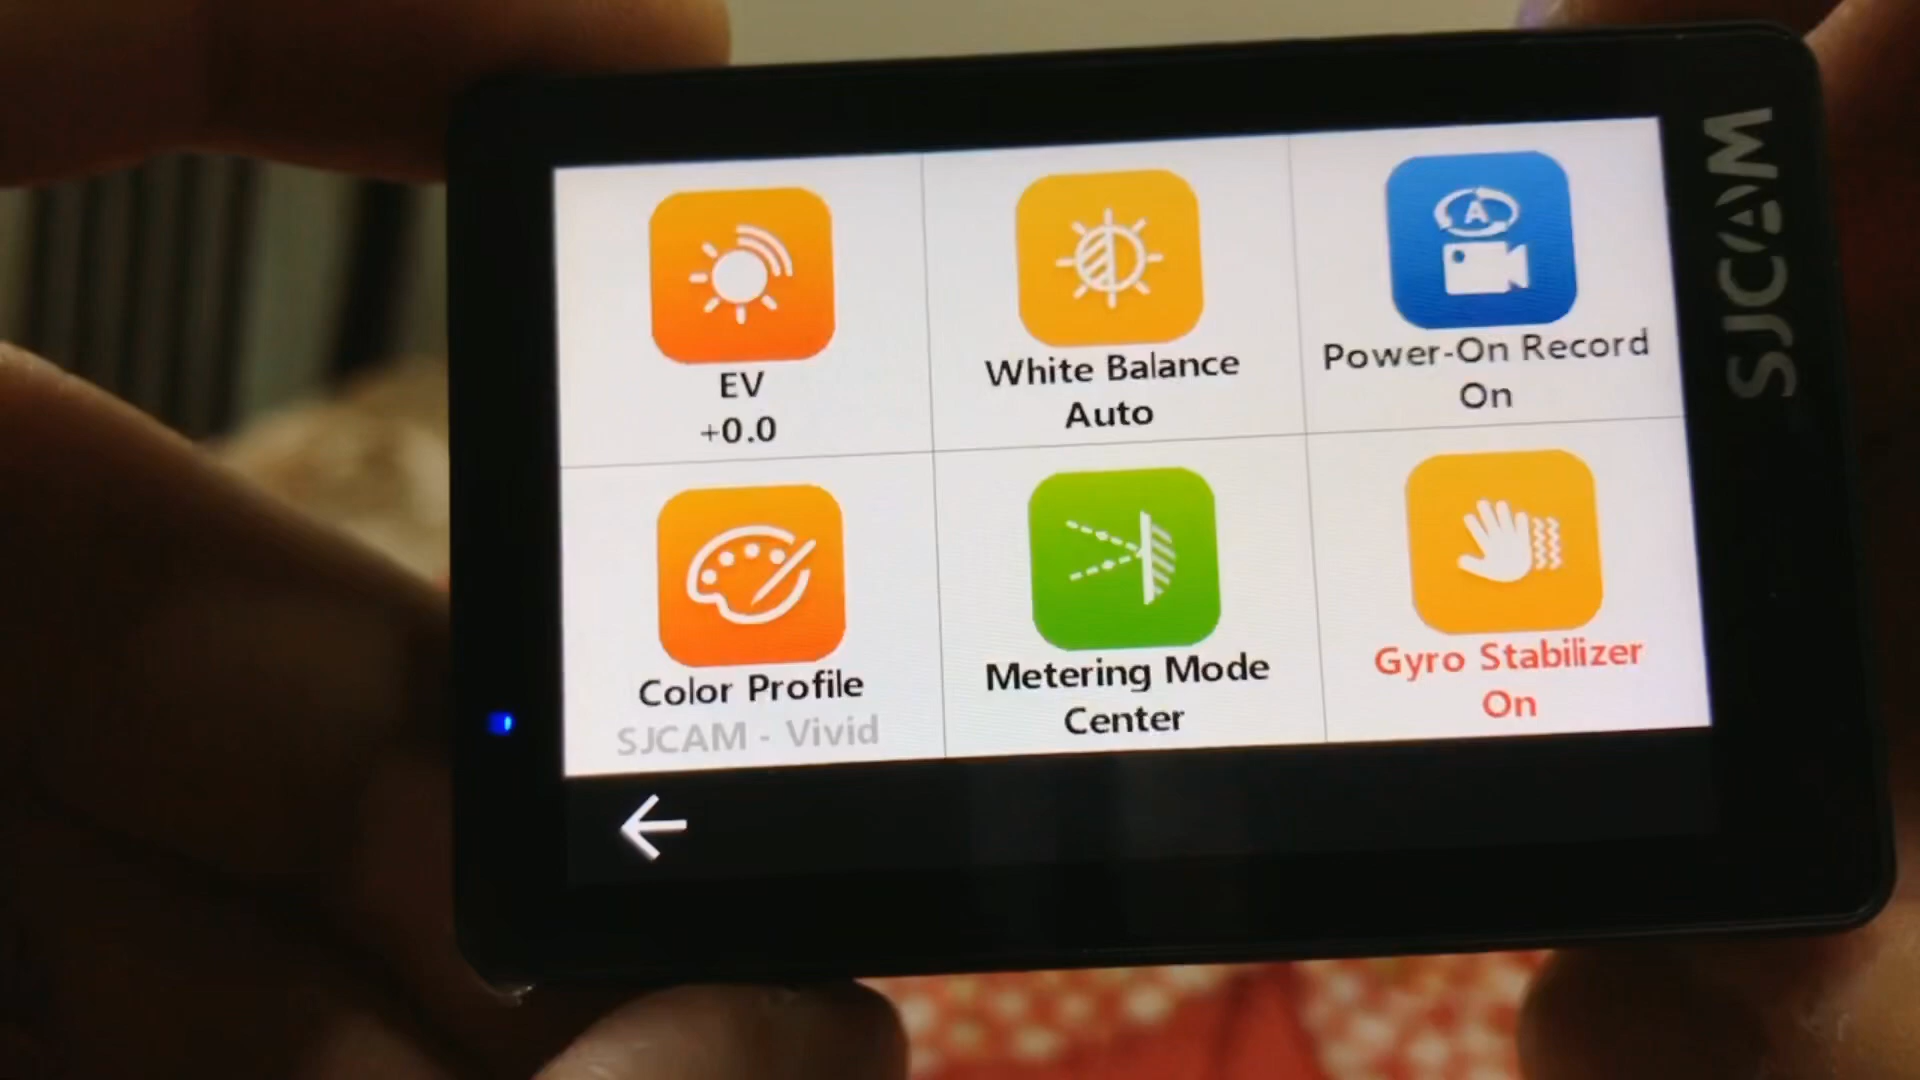 EV
+0.0
White Balance
Auto
A
Power-On Record
On
Color Profile
SJCAM - Vivid
Metering Mode
Center
Gyro Stabilizer
On
SJCAM